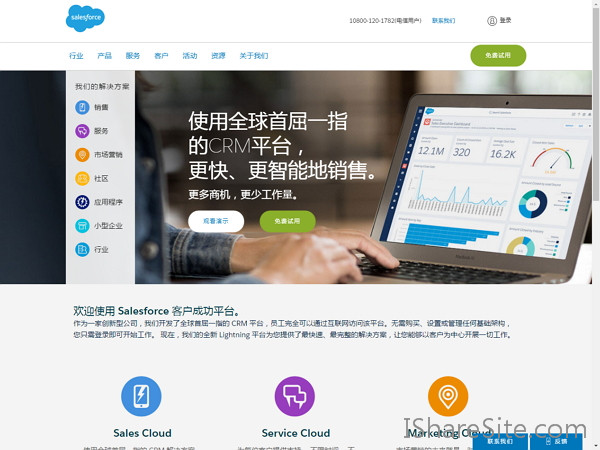 salesforce
10800-120-1782(电信用户) 联系我们 登录
行业 产品 服务 客户 活动 资源 关于我们 免费试用
我们的解决方案
销售
服务
市场营销
社区
应用程序
小型企业
行业
使用全球首屈一指
的CRM平台，
更快、更智能地销售。
更多商机，更少工作量。
观看演示 免费试用
12.1M 320 16.2K
欢迎使用 Salesforce 客户成功平台。
作为一家创新型公司，我们开发了全球首屈一指的 CRM 平台，员工完全可以通过互联网访问该平台。无需购买、设置或管理任何基础架构，
您只需登录即可开始工作。 现在，我们的全新 Lightning 平台为您提供了最快速、最完整的解决方案，让您能够以客户为中心开展一切工作。
Sales Cloud Service Cloud Marketing Cloud
联系我们 反馈
IShareSite.com